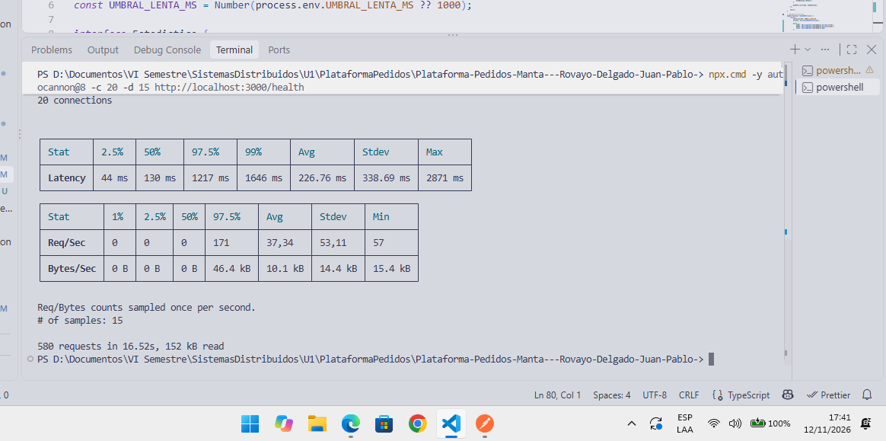 on
6 const UMBRAL_LENTA_MS = Number(process.env.UMBRAL_LENTA_MS ?? 1000);
7
Problems Output Debug Console Terminal Ports
PS D:\Documentos\VI Semestre\SistemasDistribuidos\U1\PlataformaPedidos\Plataforma-Pedidos-Manta---Rovayo-Delgado-Juan-Pablo-> npx.cmd -y aut
ocannon@8 -c 20 -d 15 http://localhost:3000/health
20 connections
Stat 2.5% 50% 97.5% 99% Avg Stdev Max
Latency 44 ms 130 ms 1217 ms 1646 ms 226.76 ms 338.69 ms 2871 ms
Stat 1% 2.5% 50% 97.5% Avg Stdev Min
Req/Sec 0 0 0 171 37,34 53,11 57
Bytes/Sec 0 B 0 B 0 B 46.4 kB 10.1 kB 14.4 kB 15.4 kB
Req/Bytes counts sampled once per second.
# of samples: 15
580 requests in 16.52s, 152 kB read
PS D:\Documentos\VI Semestre\SistemasDistribuidos\U1\PlataformaPedidos\Plataforma-Pedidos-Manta---Rovayo-Delgado-Juan-Pablo->
powersh...
powershell
M
M
U
e...
on
M
, 0
Ln 80, Col 1 Spaces: 4 UTF-8 CRLF {} TypeScript Prettier
ESP
LAA
100%
17:41
12/11/2026